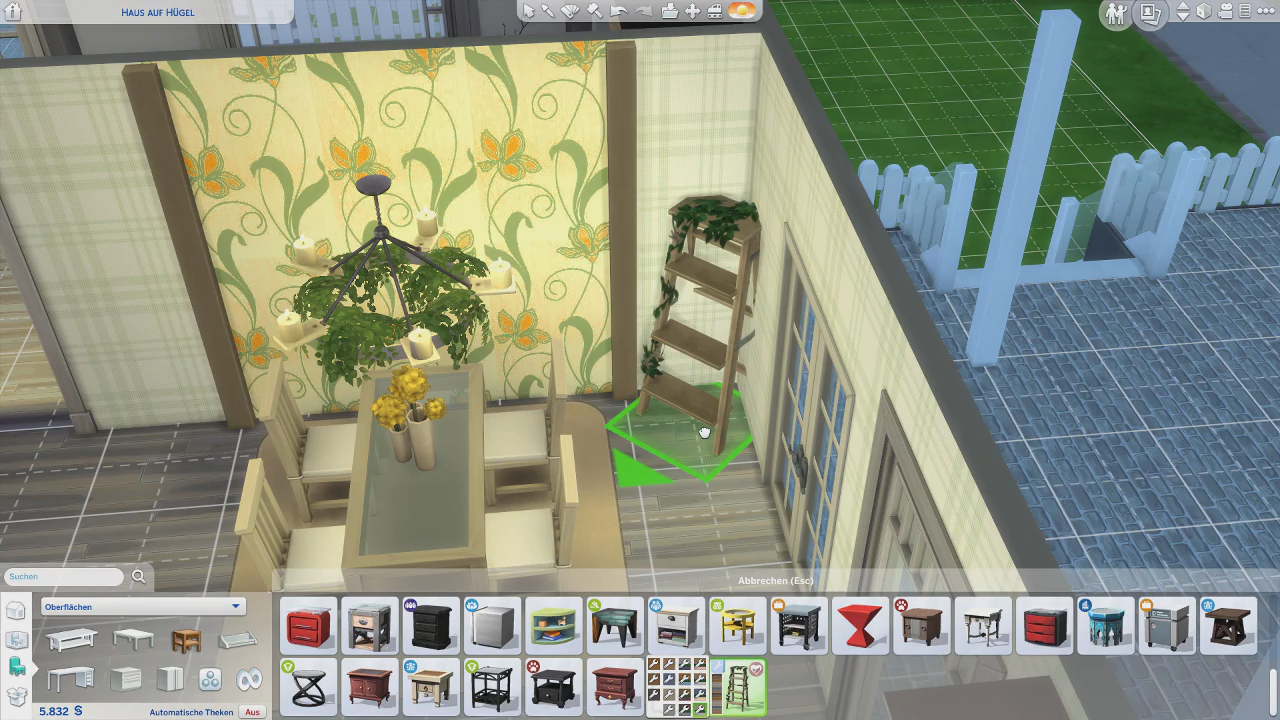 HAUS AUF HÜGEL
Abbrechen (Esc)
Suchen
Oberflächen
5.832 $
Automatische Theken
Aus